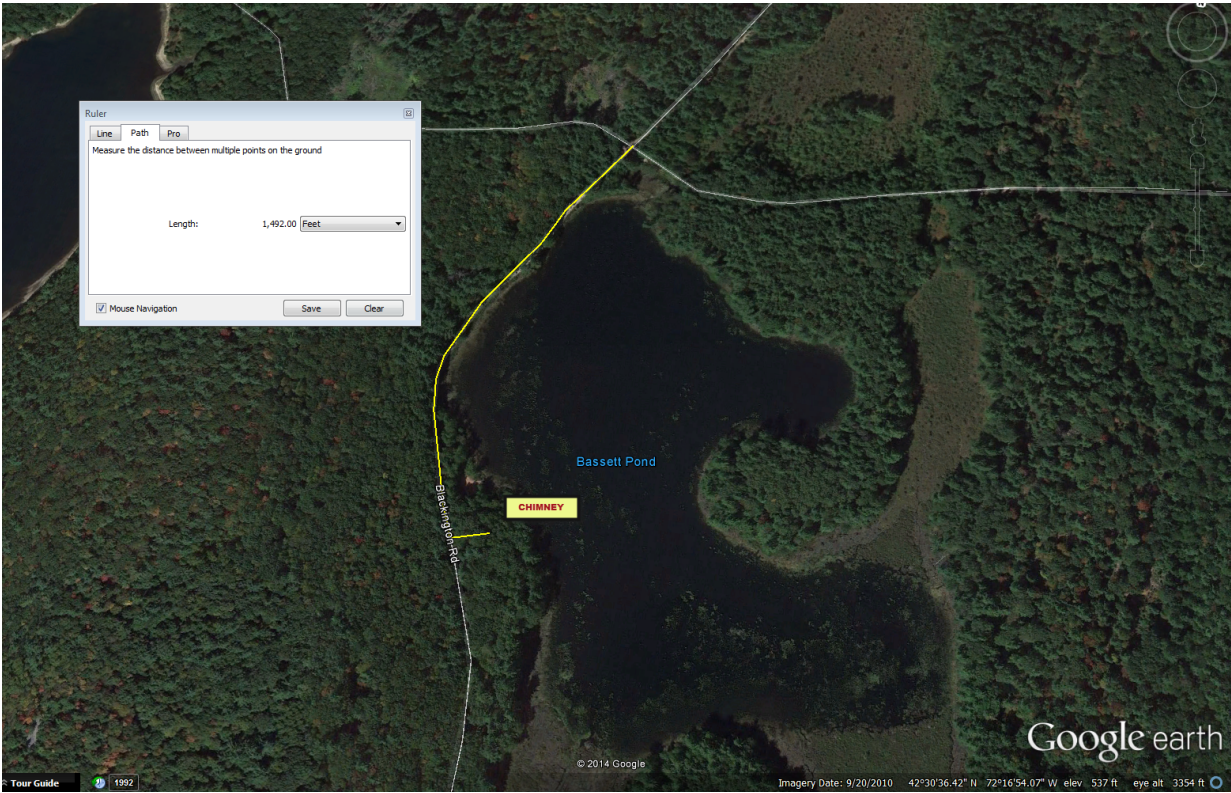 Ruler
Line Path Pro
Measure the distance between multiple points on the ground
Length: 1,492.00 Feet
Mouse Navigation Save Clear
Bassett Pond
Blackington Rd
CHIMNEY
Google earth
© 2014 Google
Tour Guide 1992 Imagery Date: 9/20/2010 42°30'36.42" N 72°16'54.07" W elev 537 ft eye alt 3354 ft